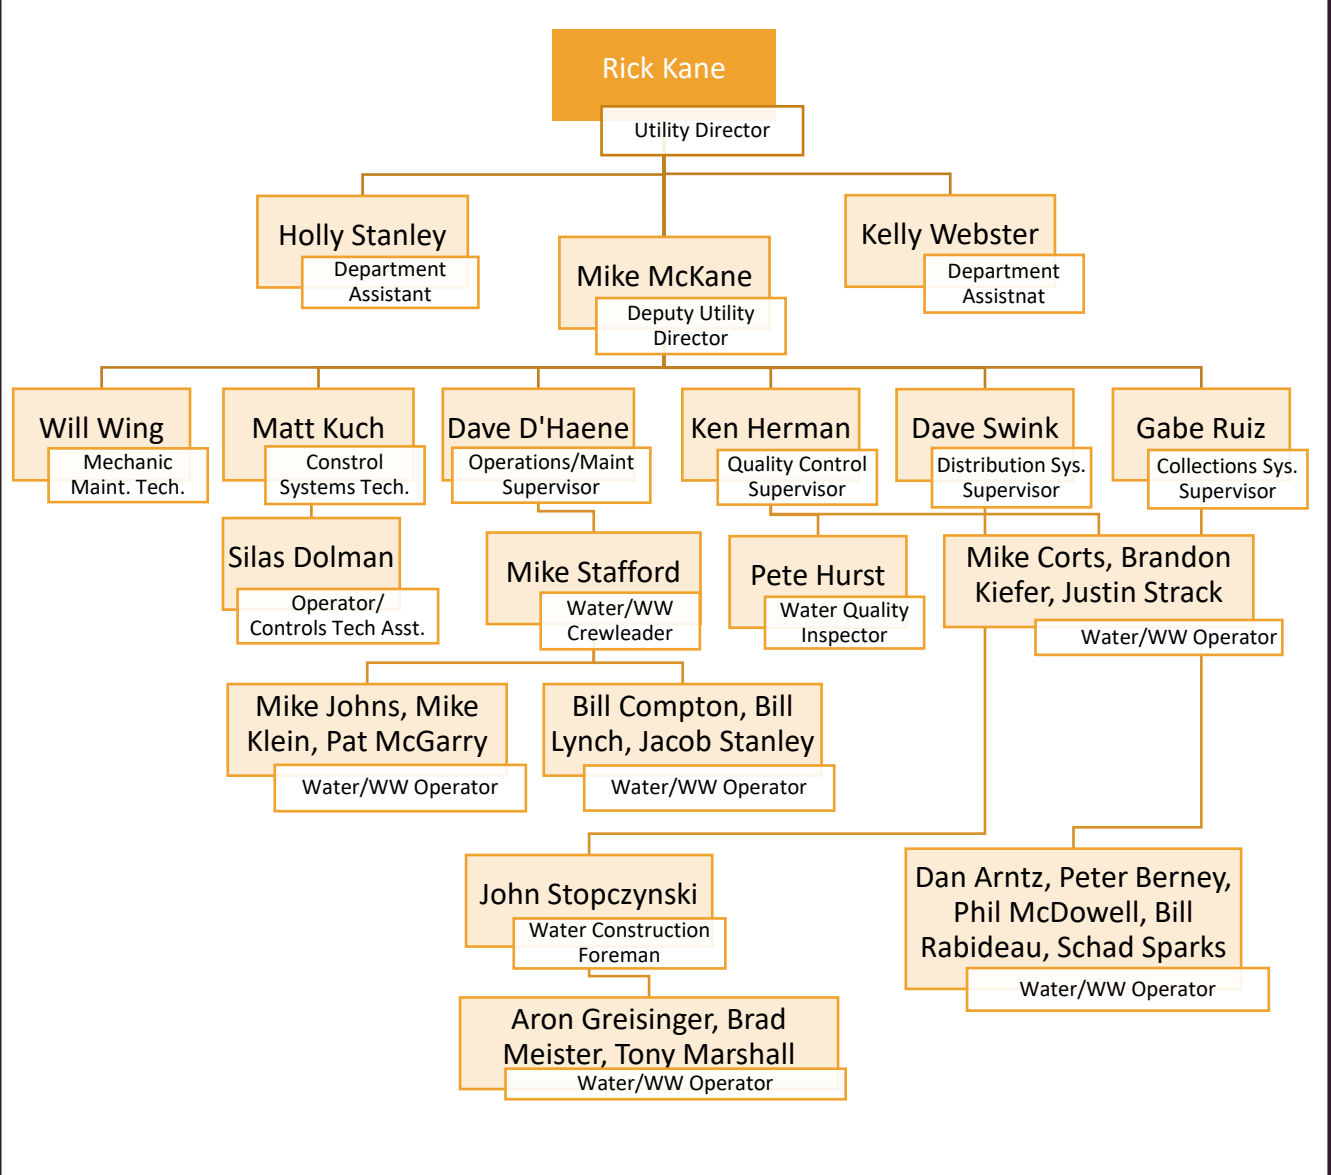 Rick Kane
Utility Director
Holly Stanley
Department
Assistant
Mike McKane
Deputy Utility
Director
Kelly Webster
Department
Assistnat
Will Wing
Mechanic
Maint. Tech.
Matt Kuch
Constrol
Systems Tech.
Dave D'Haene
Operations/Maint
Supervisor
Ken Herman
Quality Control
Supervisor
Dave Swink
Distribution Sys.
Supervisor
Gabe Ruiz
Collections Sys.
Supervisor
Silas Dolman
Operator/
Controls Tech Asst.
Mike Stafford
Water/WW
Crewleader
Pete Hurst
Water Quality
Inspector
Mike Corts, Brandon
Kiefer, Justin Strack
Water/WW Operator
Mike Johns, Mike
Klein, Pat McGarry
Water/WW Operator
Bill Compton, Bill
Lynch, Jacob Stanley
Water/WW Operator
John Stopczynski
Water Construction
Foreman
Dan Arntz, Peter Berney,
Phil McDowell, Bill
Rabideau, Schad Sparks
Water/WW Operator
Aron Greisinger, Brad
Meister, Tony Marshall
Water/WW Operator